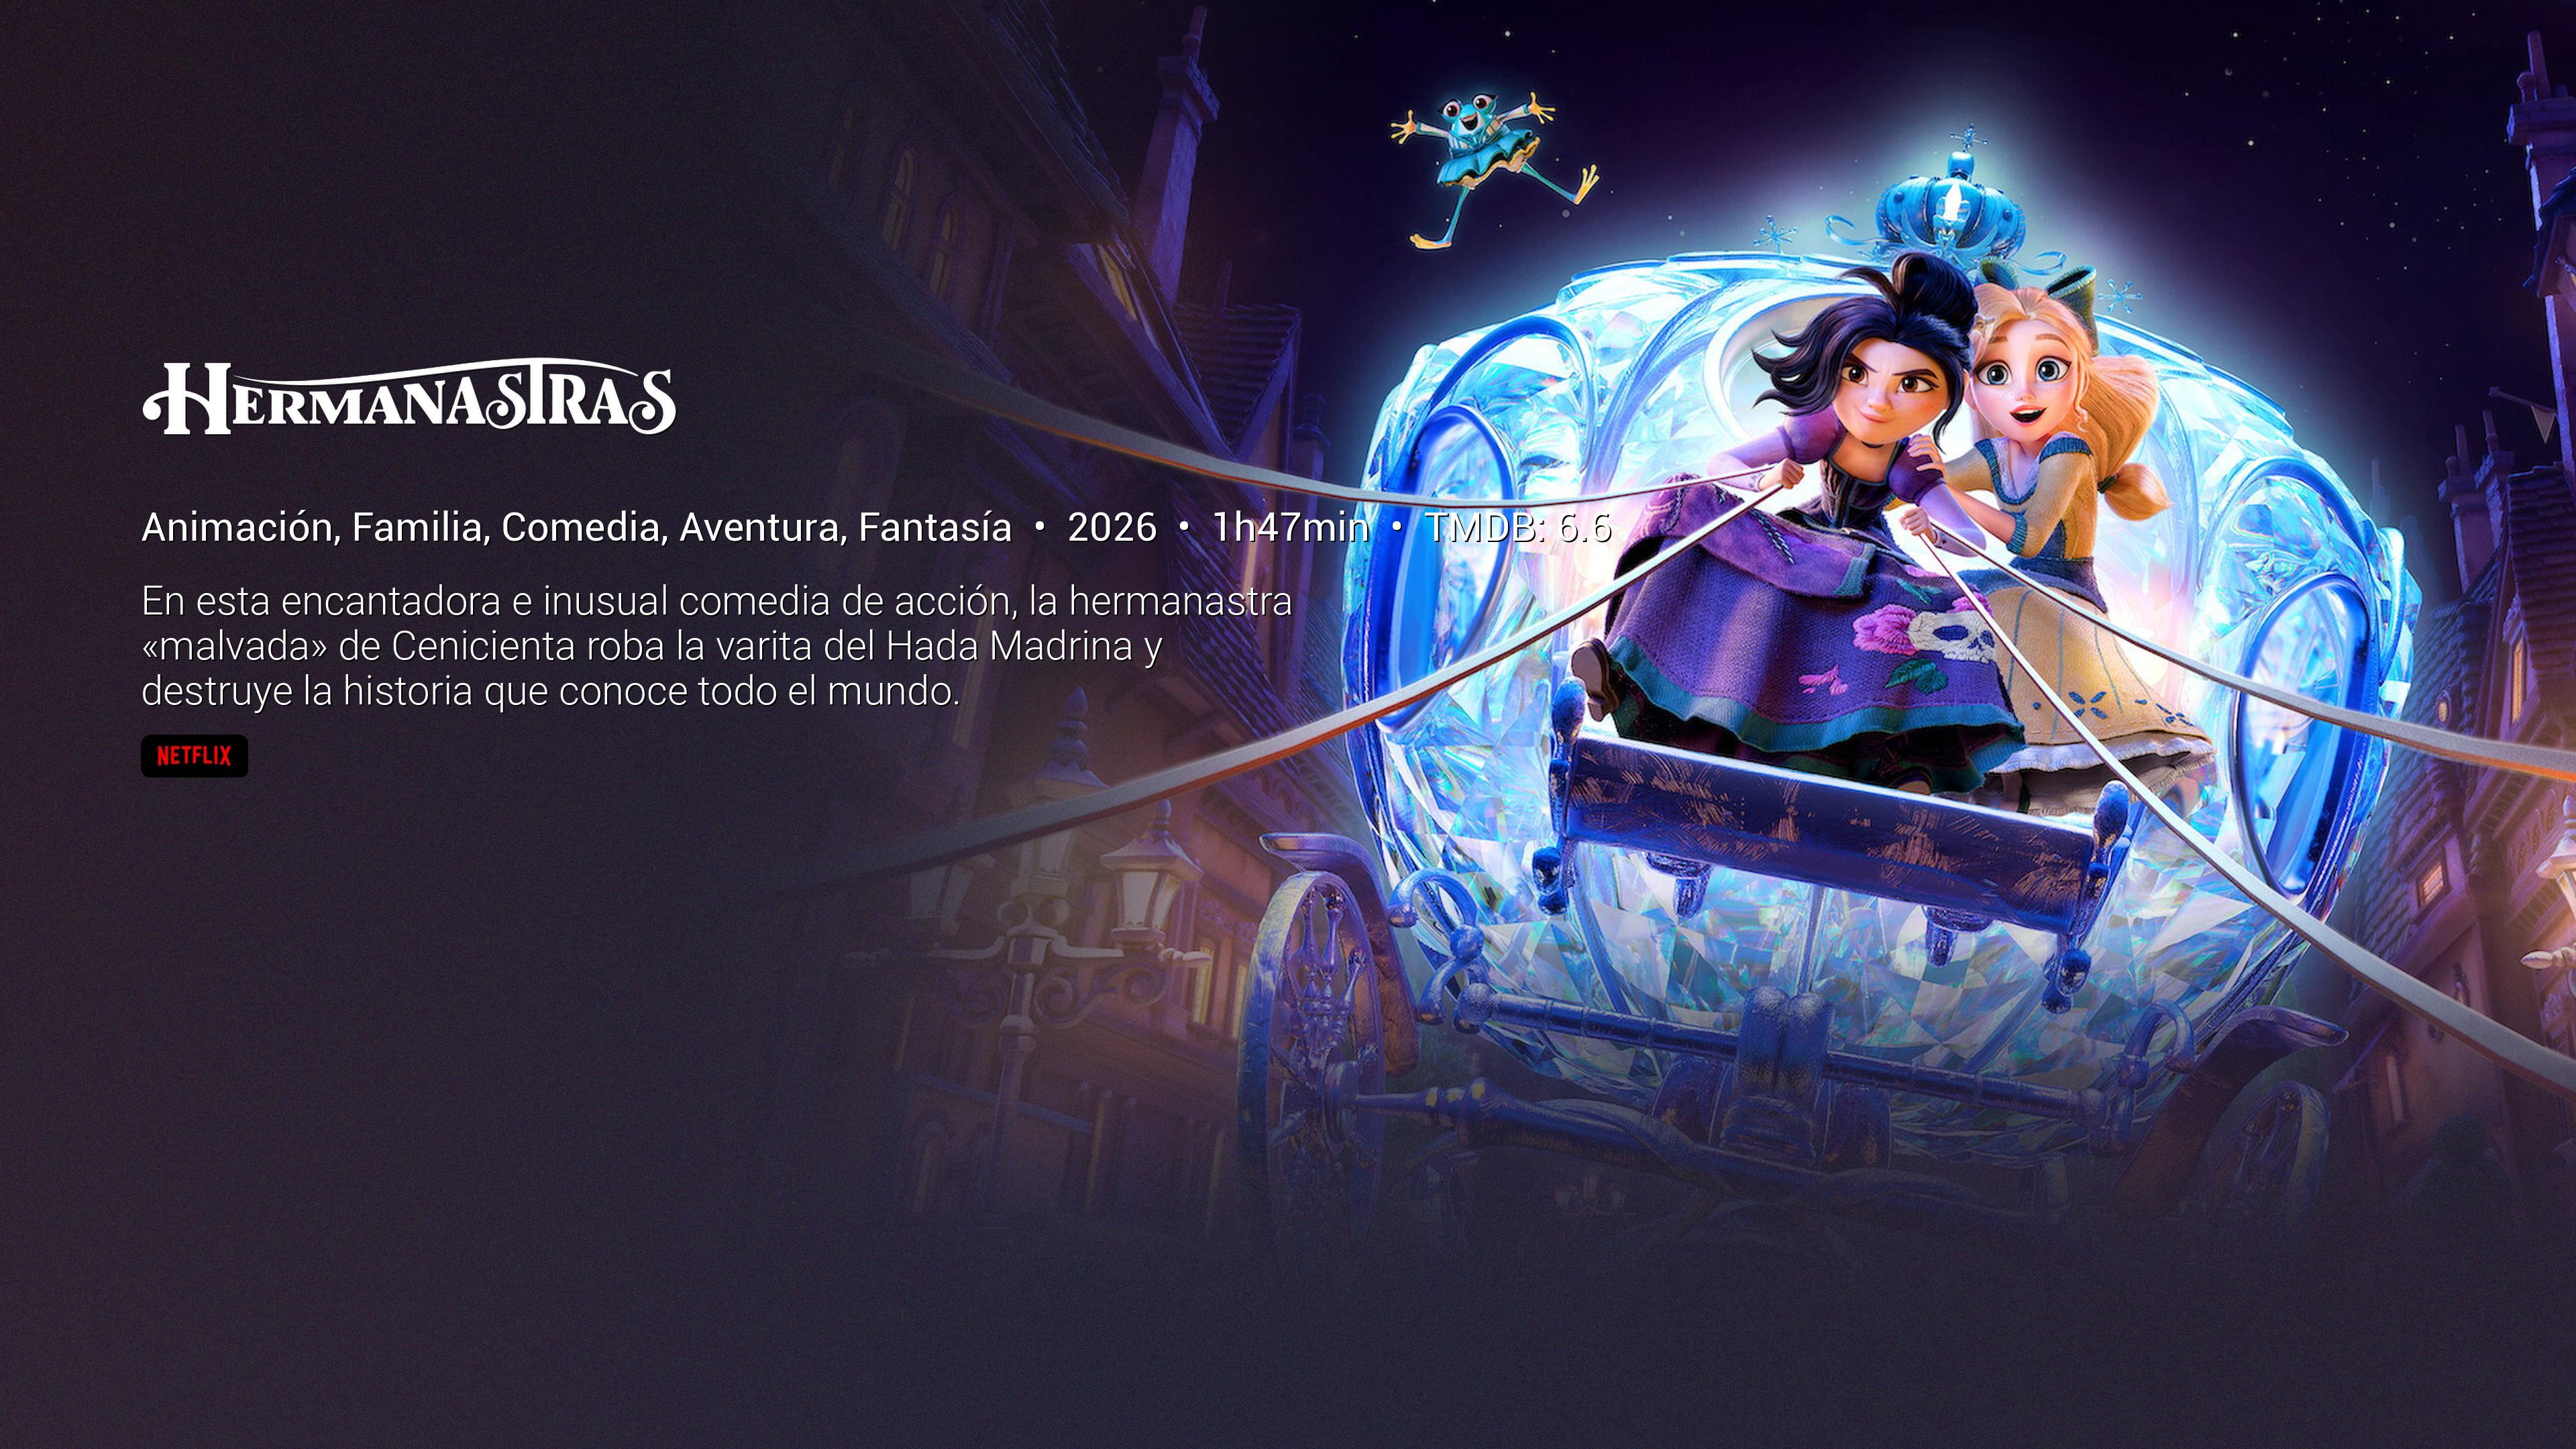 HERMANASTRAS
Animación, Familia, Comedia, Aventura, Fantasía • 2026 • 1h47min • TMDB: 6.6
En esta encantadora e inusual comedia de acción, la hermanastra
«malvada» de Cenicienta roba la varita del Hada Madrina y
destruye la historia que conoce todo el mundo.
NETFLIX